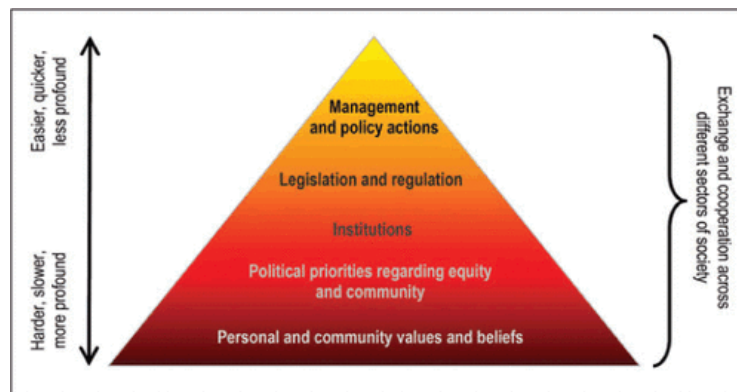 Easier, quicker,
less profound
Harder, slower,
more profound
Management
and policy actions
Legislation and regulation
Institutions
Political priorities regarding equity
and community
Personal and community values and beliefs
Exchange and cooperation across
different sectors of society